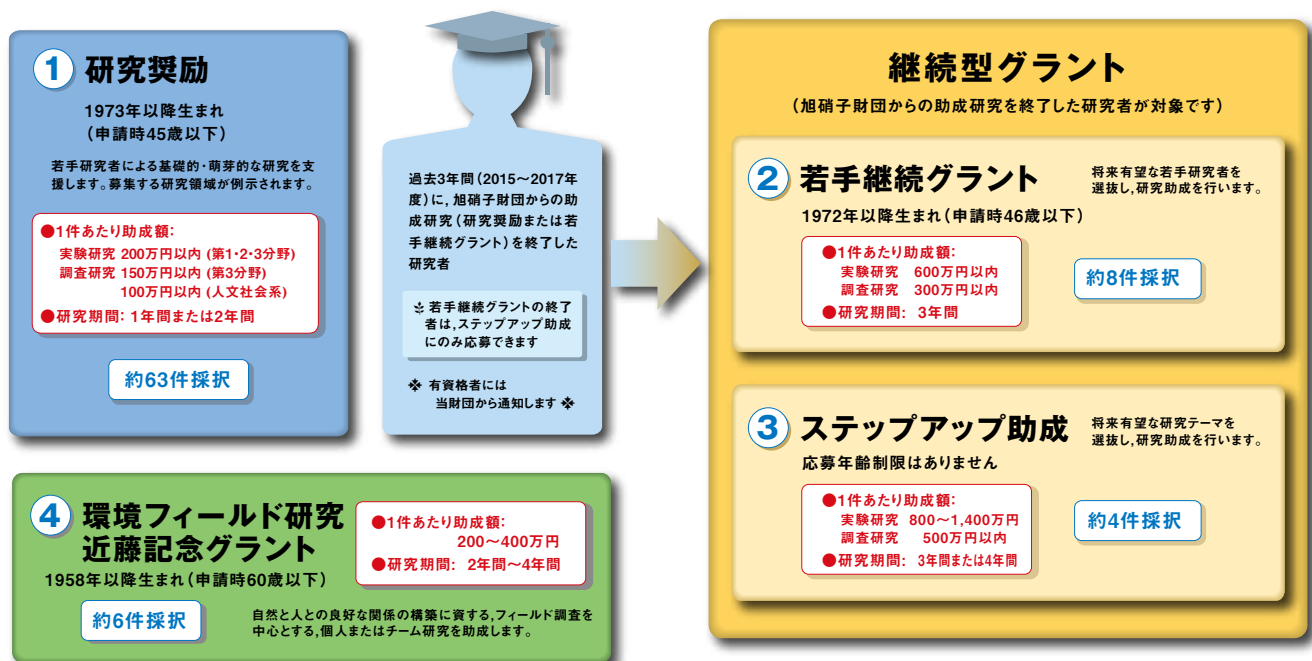 ① 研究奨励
1973年以降生まれ
（申請時45歳以下）
若手研究者による基礎的・萌芽的な研究を支
援します。募集する研究領域が例示されます。
●1件あたり助成額：
実験研究 200万円以内 (第1・2・3分野)
調査研究 150万円以内 (第3分野)
100万円以内 (人文社会系)
●研究期間： 1年間または2年間
約63件採択
過去3年間（2015〜2017年
度）に，旭硝子財団からの助
成研究（研究奨励または若
手継続グラント）を終了した
研究者
若手継続グラントの終了
者は，ステップアップ助成
にのみ応募できます
❖ 有資格者には
当財団から通知します ❖
継続型グラント
（旭硝子財団からの助成研究を終了した研究者が対象です）
② 若手継続グラント
将来有望な若手研究者を
選抜し，研究助成を行います。
1972年以降生まれ（申請時46歳以下）
●1件あたり助成額：
実験研究 600万円以内
調査研究 300万円以内
●研究期間： 3年間
約8件採択
③ ステップアップ助成
将来有望な研究テーマを
選抜し，研究助成を行います。
応募年齢制限はありません
●1件あたり助成額：
実験研究 800〜1,400万円
調査研究 500万円以内
●研究期間： 3年間または4年間
約4件採択
④ 環境フィールド研究
近藤記念グラント
1958年以降生まれ（申請時60歳以下）
●1件あたり助成額：
200〜400万円
●研究期間： 2年間〜4年間
約6件採択
自然と人との良好な関係の構築に資する，フィールド調査を
中心とする，個人またはチーム研究を助成します。